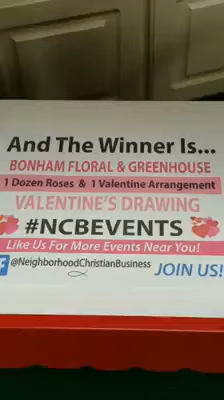 And The Winner Is...
BONHAM FLORAL & GREENHOUSE
1 Dozen Roses & 1 Valentine Arrangement
VALENTINE'S DRAWING
#NCBEVENTS
Like Us For More Events Near You!
f @NeighborhoodChristianBusiness JOIN US!